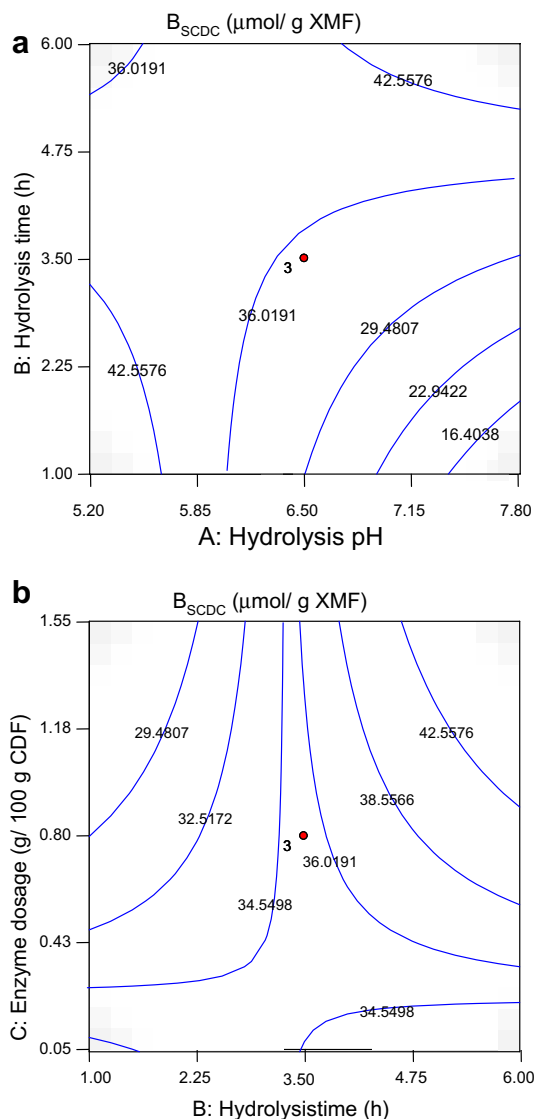 a
B_SCDC (μmol/ g XMF)
6.00
36.0191
42.5576
4.75
B: Hydrolysis time (h)
3.50
3
36.0191
29.4807
2.25
42.5576
22.9422
16.4038
1.00
5.20 5.85 6.50 7.15 7.80
A: Hydrolysis pH
b
B_SCDC (μmol/ g XMF)
1.55
1.18
29.4807
42.5576
38.5566
32.5172
C: Enzyme dosage (g/ 100 g CDF)
0.80
3
36.0191
34.5498
0.43
34.5498
0.05
1.00 2.25 3.50 4.75 6.00
B: Hydrolysistime (h)